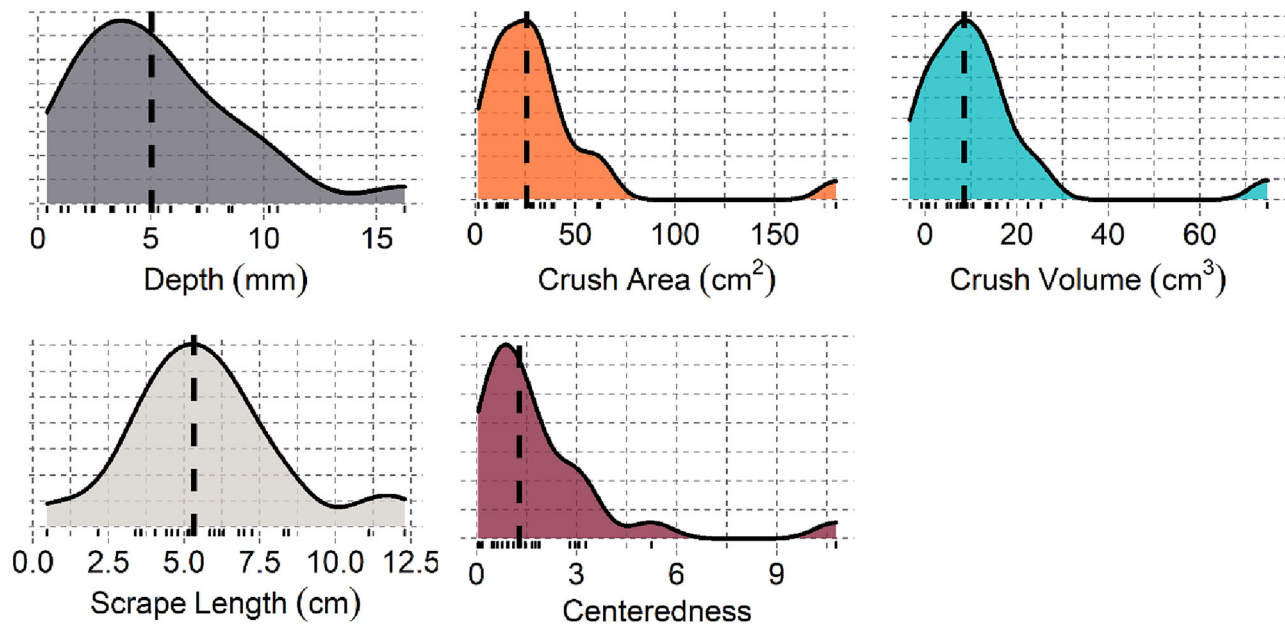 0 5 10 15
Depth (mm)
0 50 100 150
Crush Area (cm²)
0 20 40 60
Crush Volume (cm³)
0.0 2.5 5.0 7.5 10.0 12.5
Scrape Length (cm)
0 3 6 9
Centeredness